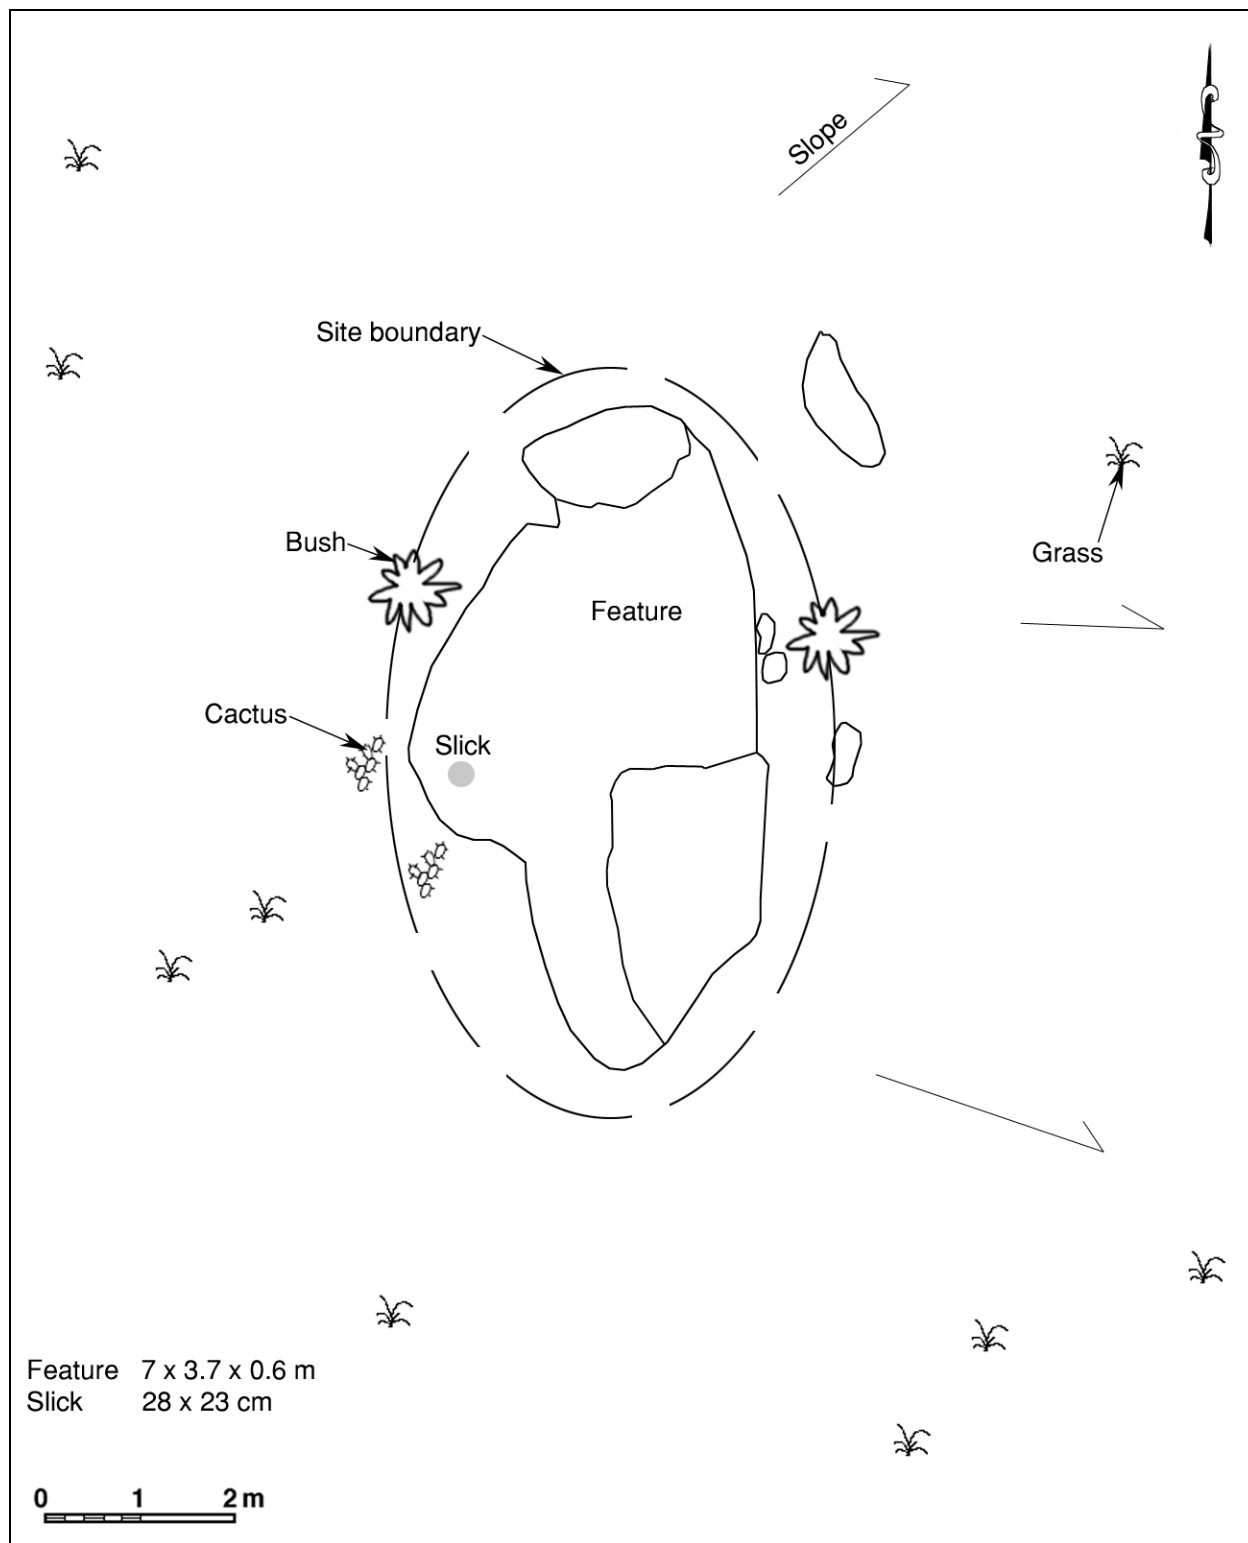 Slope
Site boundary
Bush
Grass
Feature
Cactus
Slick
Feature 7 x 3.7 x 0.6 m
Slick 28 x 23 cm
0 1 2 m